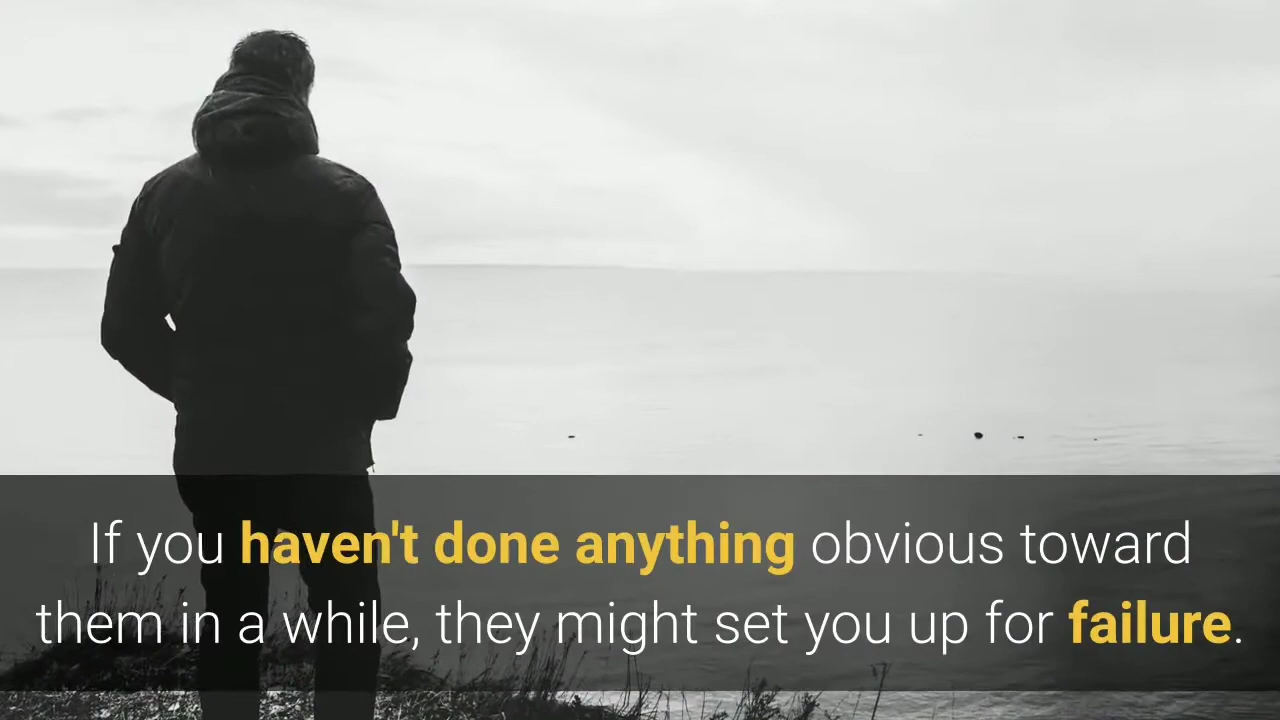 If you haven't done anything obvious toward
them in a while, they might set you up for failure.